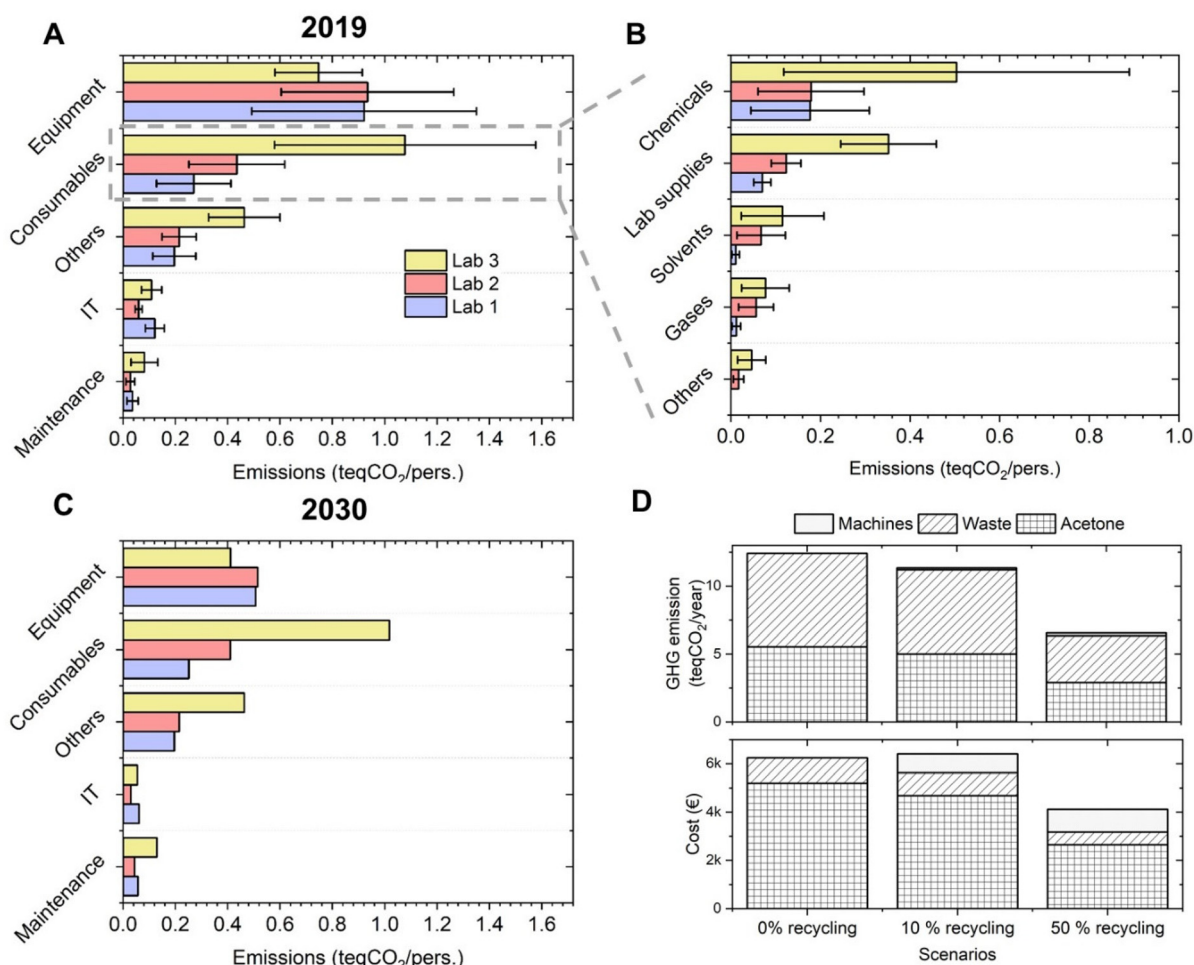 A
2019
Equipment
Consumables
Others
IT
Maintenance
Lab 3
Lab 2
Lab 1
0.0 0.2 0.4 0.6 0.8 1.0 1.2 1.4 1.6
Emissions (teqCO2/pers.)
B
Chemicals
Lab supplies
Solvents
Gases
Others
0.0 0.2 0.4 0.6 0.8 1.0
Emissions (teqCO2/pers.)
C
2030
Equipment
Consumables
Others
IT
Maintenance
0.0 0.2 0.4 0.6 0.8 1.0 1.2 1.4 1.6
Emissions (teqCO2/pers.)
D
Machines Waste Acetone
GHG emission
(teqCO2/year)
10
5
0
Cost (€)
6k
4k
2k
0
0% recycling 10 % recycling 50 % recycling
Scenarios